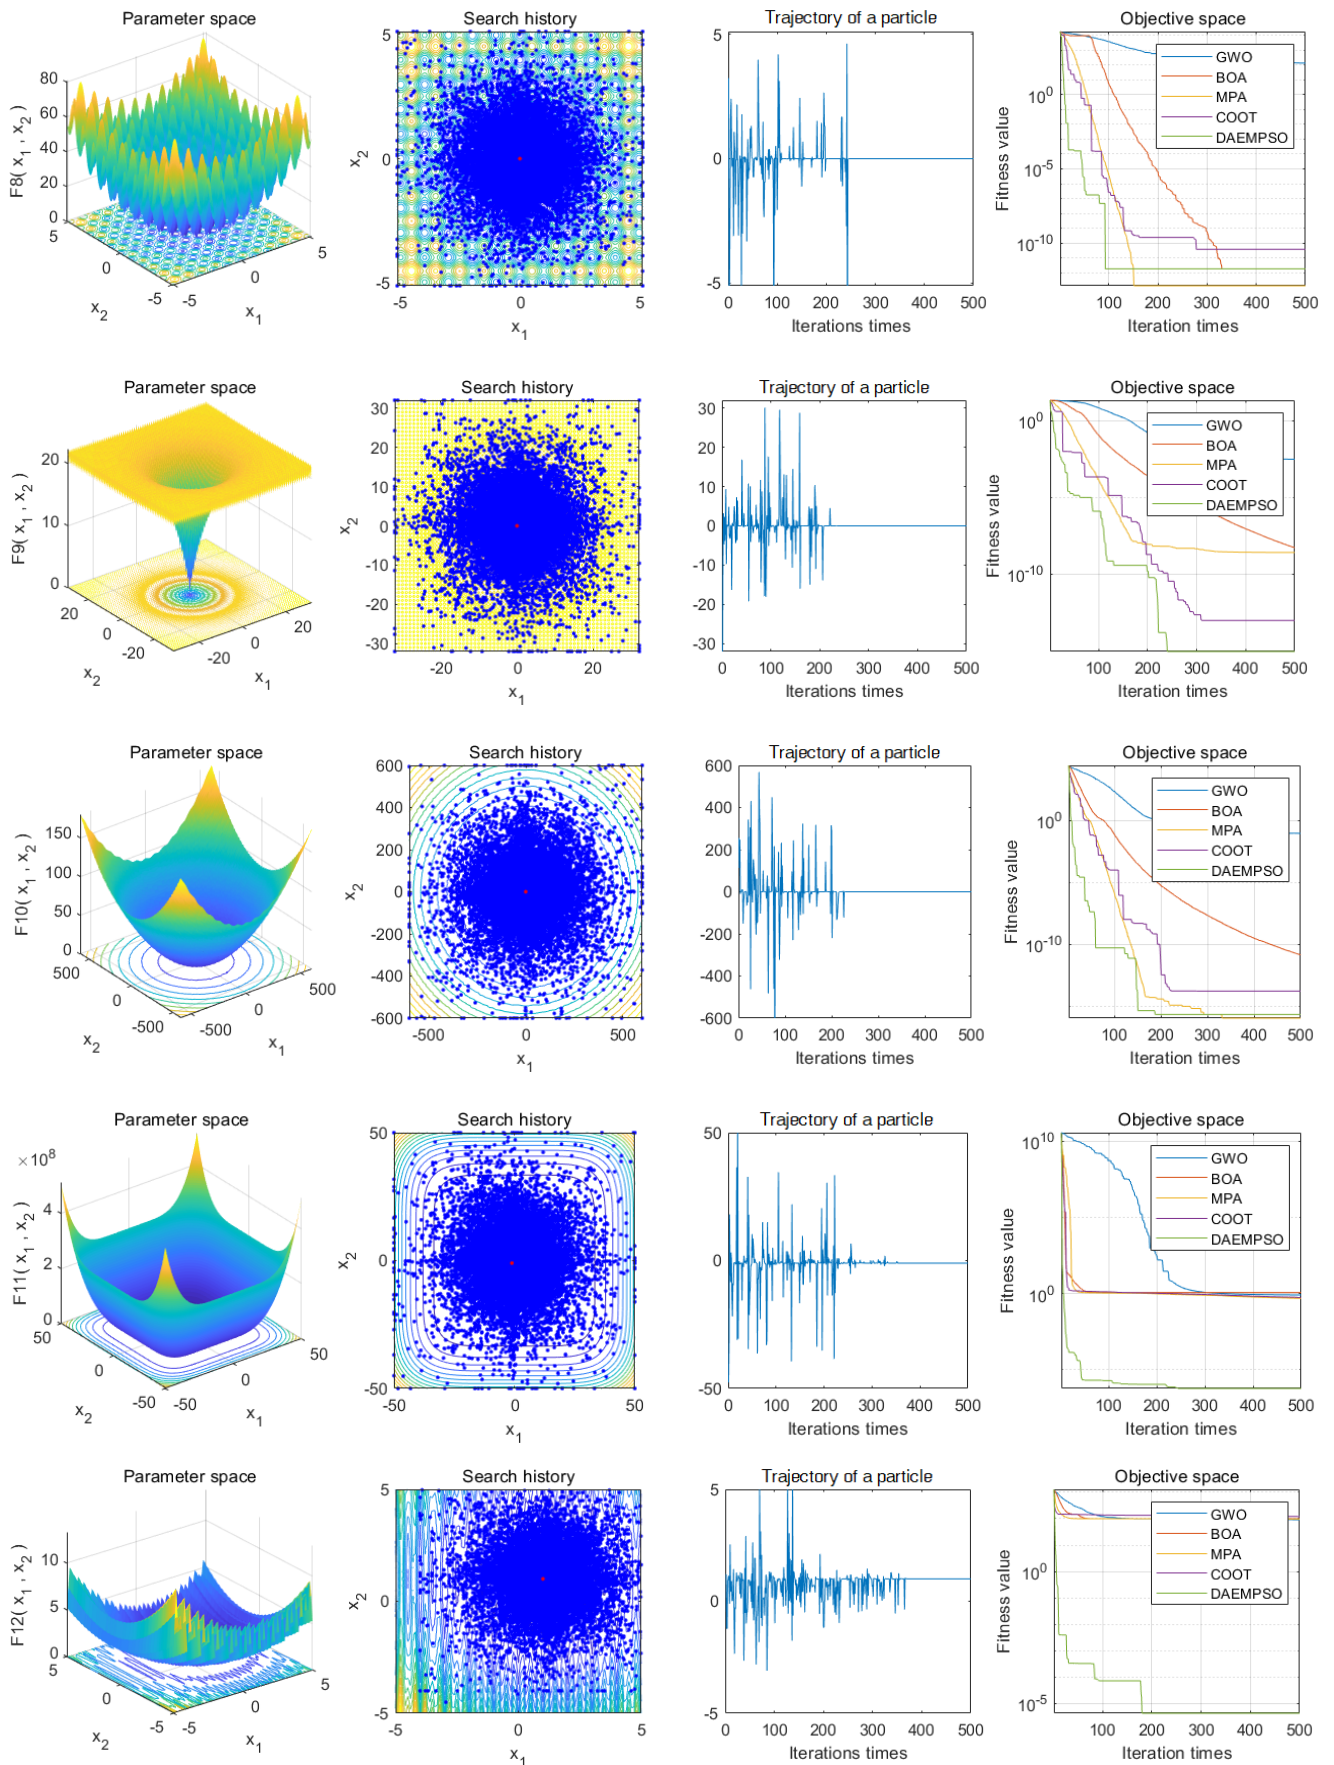 Parameter space
F8( x1 , x2 )
80
60
40
20
0
5
0
-5
-5
0
5
x2
x1
Search history
x2
5
0
-5
-5
0
5
x1
Trajectory of a particle
5
0
-5
0 100 200 300 400 500
Iterations times
Objective space
Fitness value
10^0
10^-5
10^-10
GWO
BOA
MPA
COOT
DAEMPSO
100 200 300 400 500
Iteration times
Parameter space
F9( x1 , x2 )
20
10
0
20
0
-20
-20
0
20
x2
x1
Search history
x2
30
20
10
0
-10
-20
-30
-20
0
20
x1
Trajectory of a particle
30
20
10
0
-10
-20
-30
0 100 200 300 400 500
Iterations times
Objective space
Fitness value
10^0
10^-10
GWO
BOA
MPA
COOT
DAEMPSO
100 200 300 400 500
Iteration times
Parameter space
F10( x1 , x2 )
150
100
50
0
500
0
-500
-500
0
500
x2
x1
Search history
x2
600
400
200
0
-200
-400
-600
-500
0
500
x1
Trajectory of a particle
600
400
200
0
-200
-400
-600
0 100 200 300 400 500
Iterations times
Objective space
Fitness value
10^0
10^-10
GWO
BOA
MPA
COOT
DAEMPSO
100 200 300 400 500
Iteration times
Parameter space
×10^8
F11( x1 , x2 )
4
2
0
50
0
-50
-50
0
50
x2
x1
Search history
x2
50
0
-50
-50
0
50
x1
Trajectory of a particle
50
0
-50
0 100 200 300 400 500
Iterations times
Objective space
Fitness value
10^10
10^0
GWO
BOA
MPA
COOT
DAEMPSO
100 200 300 400 500
Iteration times
Parameter space
F12( x1 , x2 )
10
5
0
5
0
-5
-5
0
5
x2
x1
Search history
x2
5
0
-5
-5
0
5
x1
Trajectory of a particle
5
0
-5
0 100 200 300 400 500
Iterations times
Objective space
Fitness value
10^0
10^-5
GWO
BOA
MPA
COOT
DAEMPSO
100 200 300 400 500
Iteration times